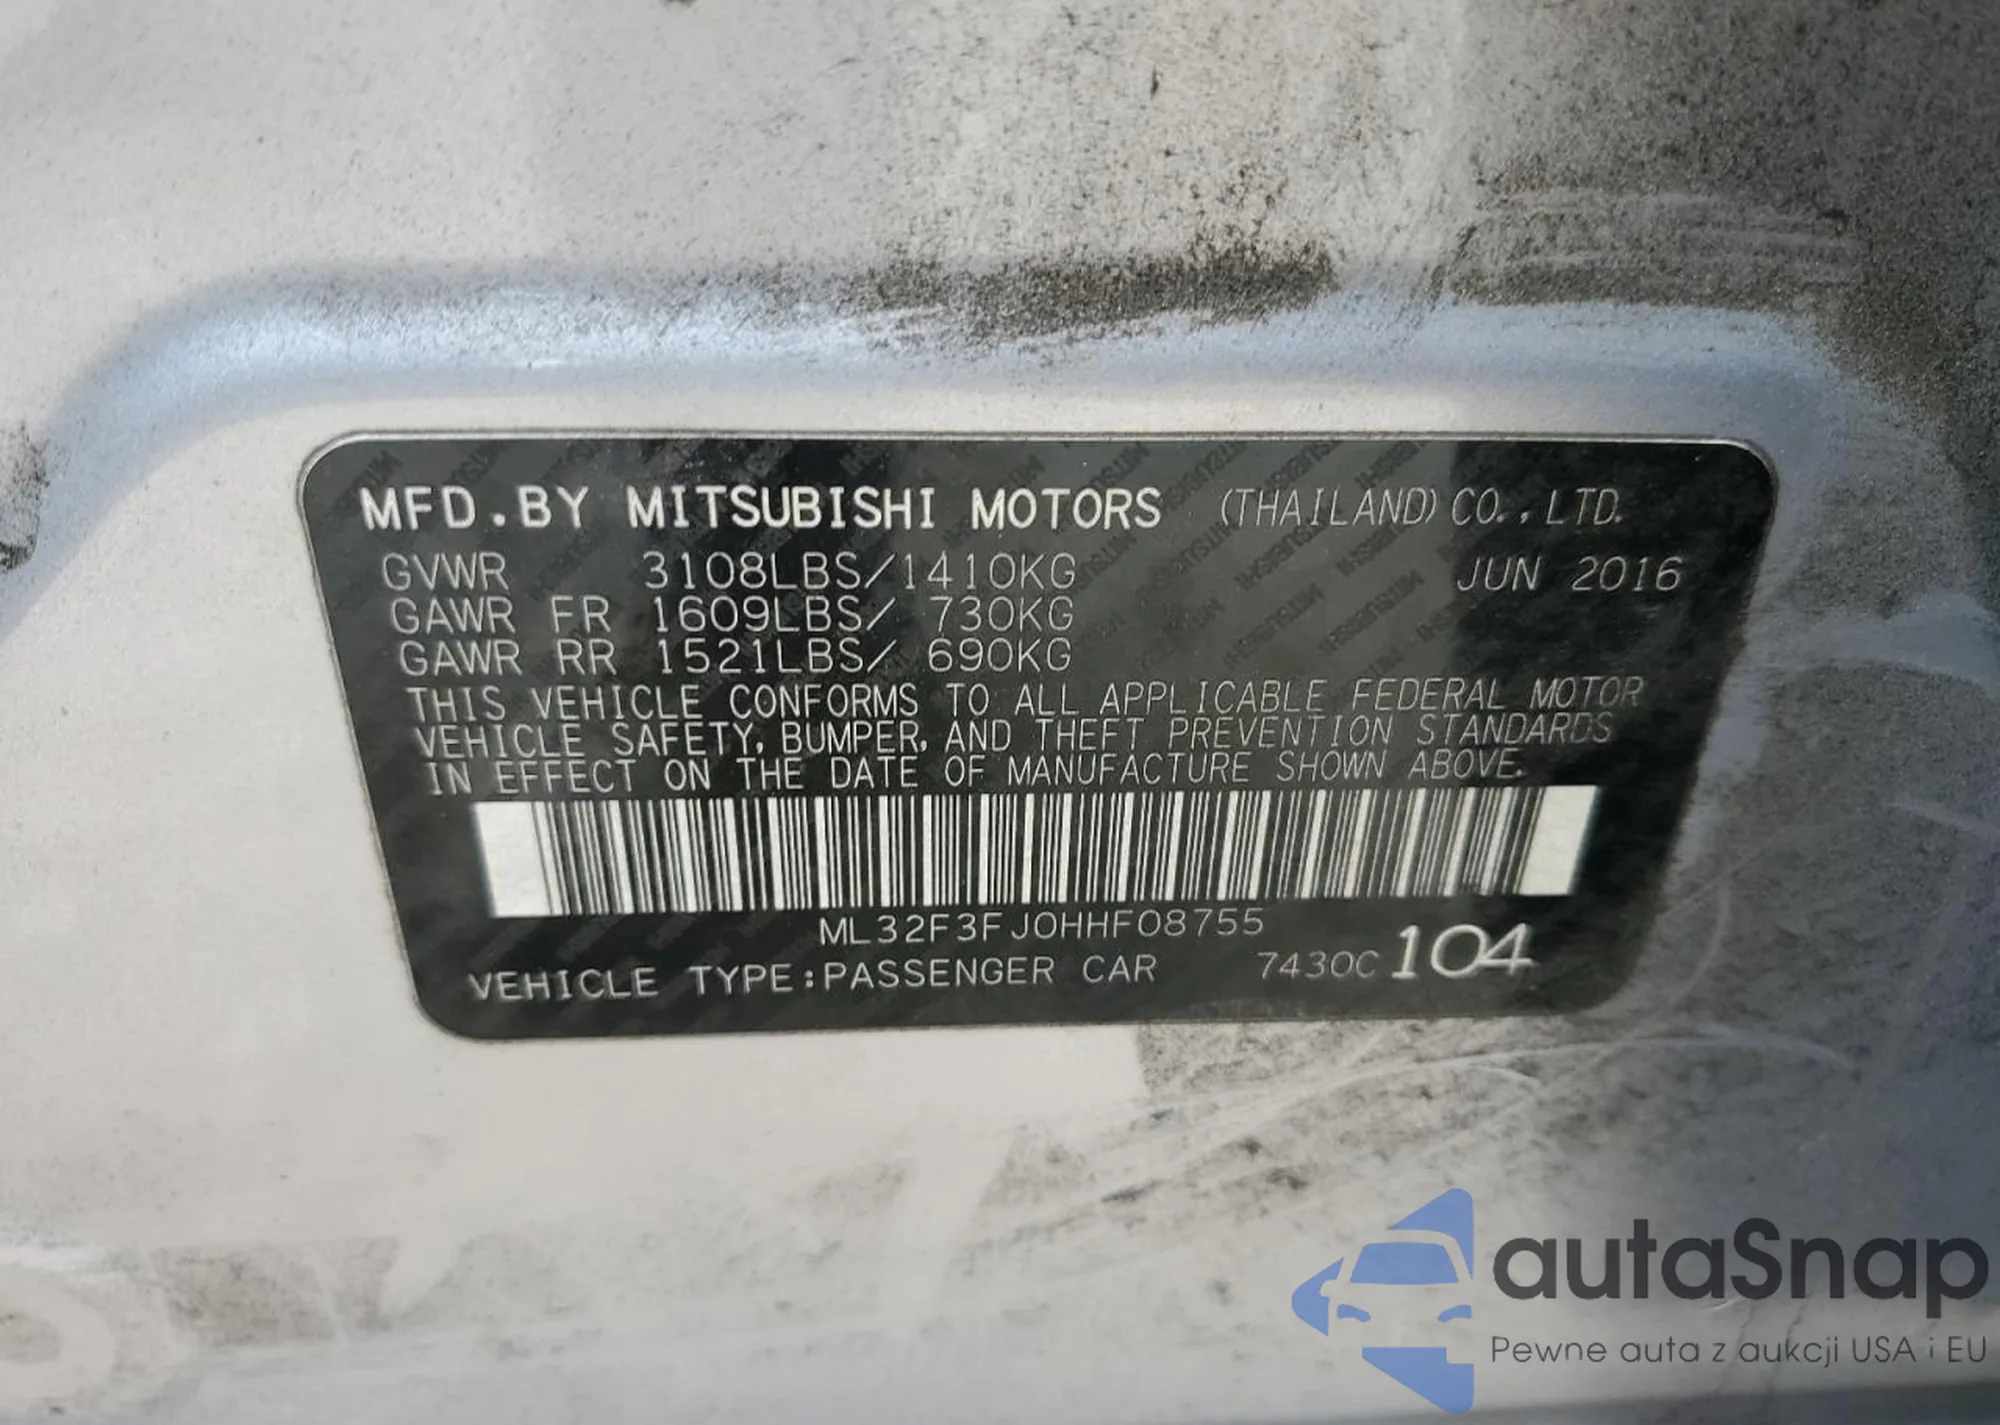 MFD.BY MITSUBISHI MOTORS (THAILAND) CO.,LTD.
GVWR 3108LBS/1410KG JUN 2016
GAWR FR 1609LBS/ 730KG
GAWR RR 1521LBS/ 690KG
THIS VEHICLE CONFORMS TO ALL APPLICABLE FEDERAL MOTOR
VEHICLE SAFETY, BUMPER, AND THEFT PREVENTION STANDARDS
IN EFFECT ON THE DATE OF MANUFACTURE SHOWN ABOVE.
ML32F3FJ0HHF08755
VEHICLE TYPE:PASSENGER CAR 7430C 104
autaSnap
Pewne auta z aukcji USA i EU